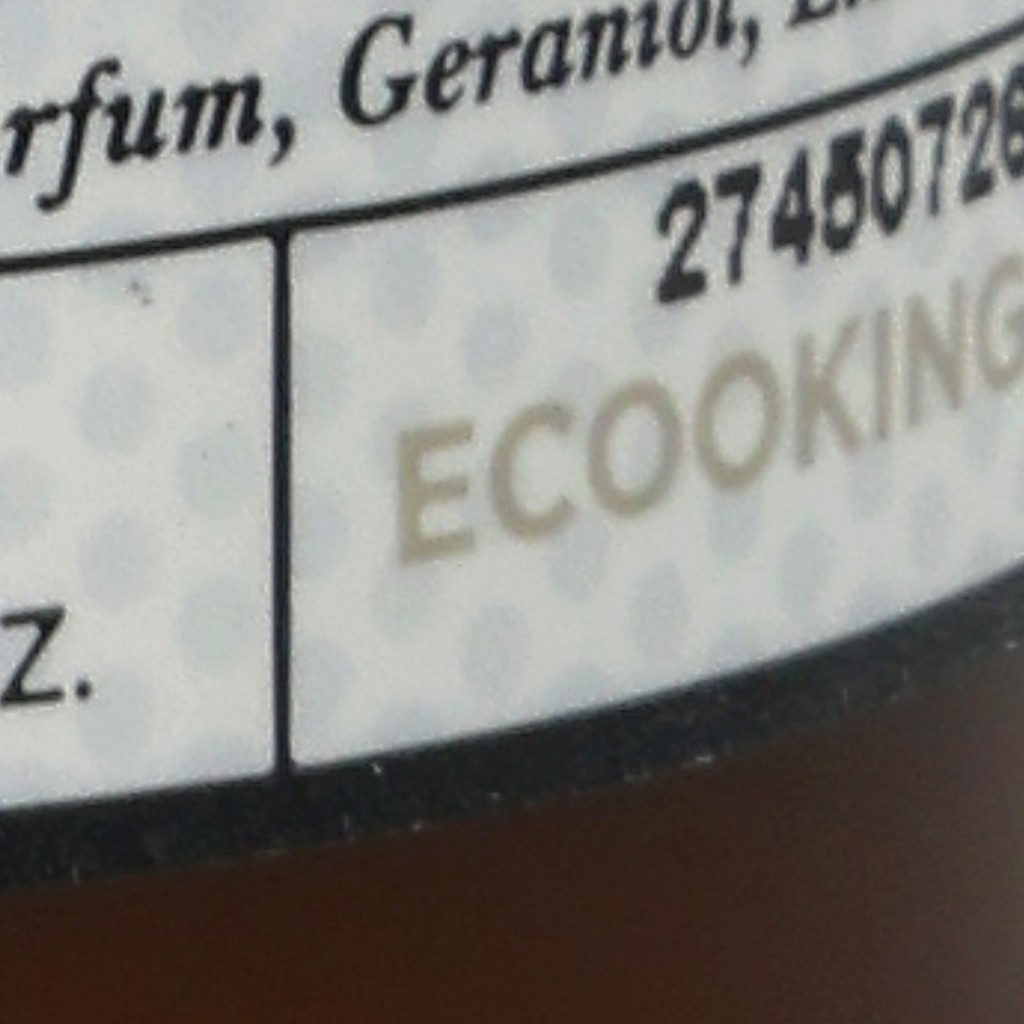 rfum, Geraniol,
2745072
ECOOKING
z.